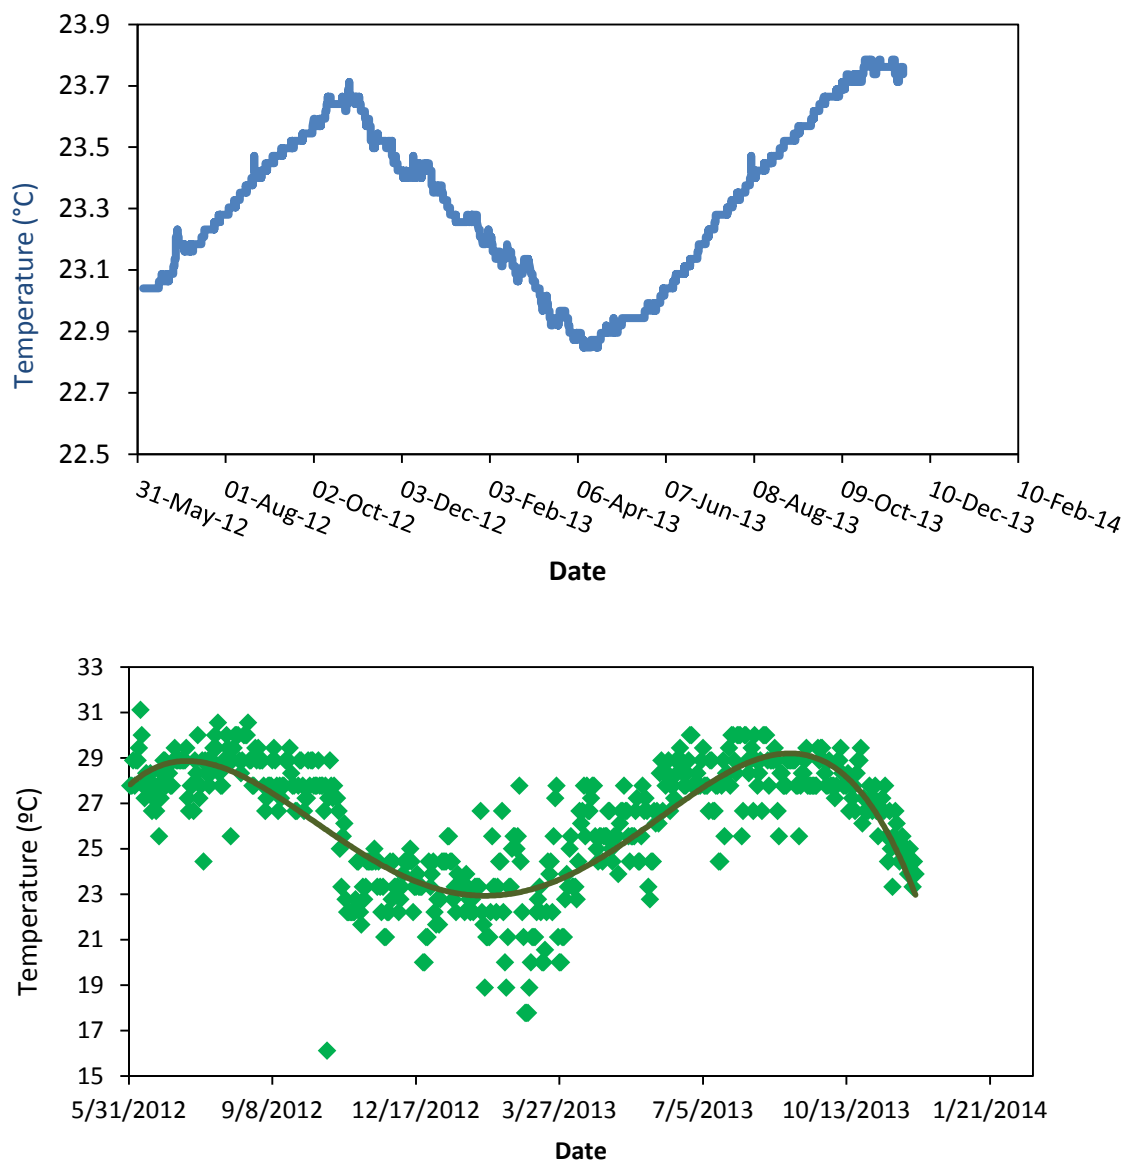 23.9
23.7
23.5
23.3
23.1
22.9
22.7
22.5
Temperature (°C)
31-May-12
01-Aug-12
02-Oct-12
03-Dec-12
03-Feb-13
06-Apr-13
07-Jun-13
08-Aug-13
09-Oct-13
10-Dec-13
10-Feb-14
Date
33
31
29
27
25
23
21
19
17
15
Temperature (ºC)
5/31/2012 9/8/2012 12/17/2012 3/27/2013 7/5/2013 10/13/2013 1/21/2014
Date